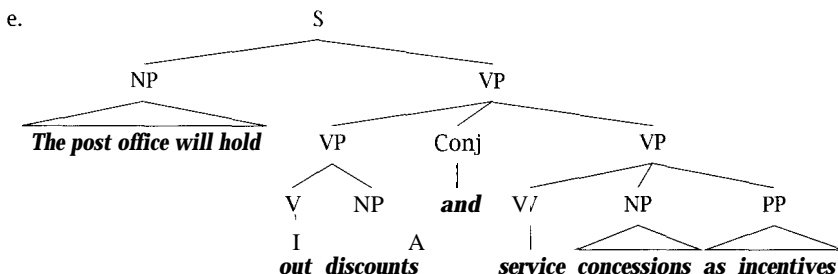 e. S
NP VP
The post office will hold VP Conj VP
V NP and V/ NP PP
I A
out discounts service concessions as incentives